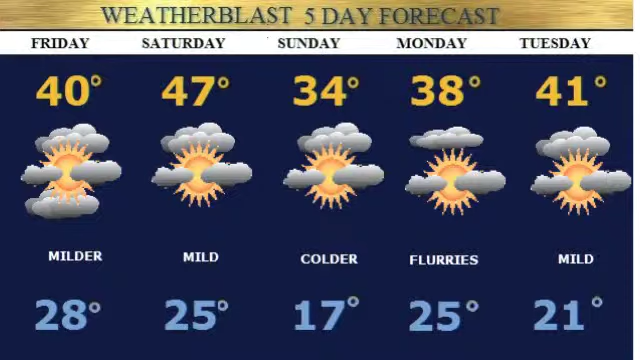 WEATHERBLAST 5 DAY FORECAST
FRIDAY SATURDAY SUNDAY MONDAY TUESDAY
40° 47° 34° 38° 41°
MILDER MILD COLDER FLURRIES MILD
28° 25° 17° 25° 21°